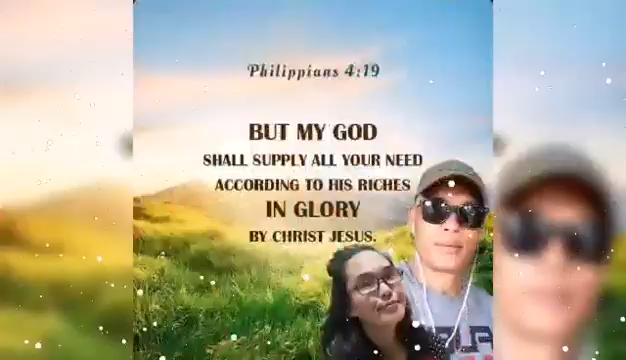 Philippians 4:19
BUT MY GOD
SHALL SUPPLY ALL YOUR NEED
ACCORDING TO HIS RICHES
IN GLORY
BY CHRIST JESUS.